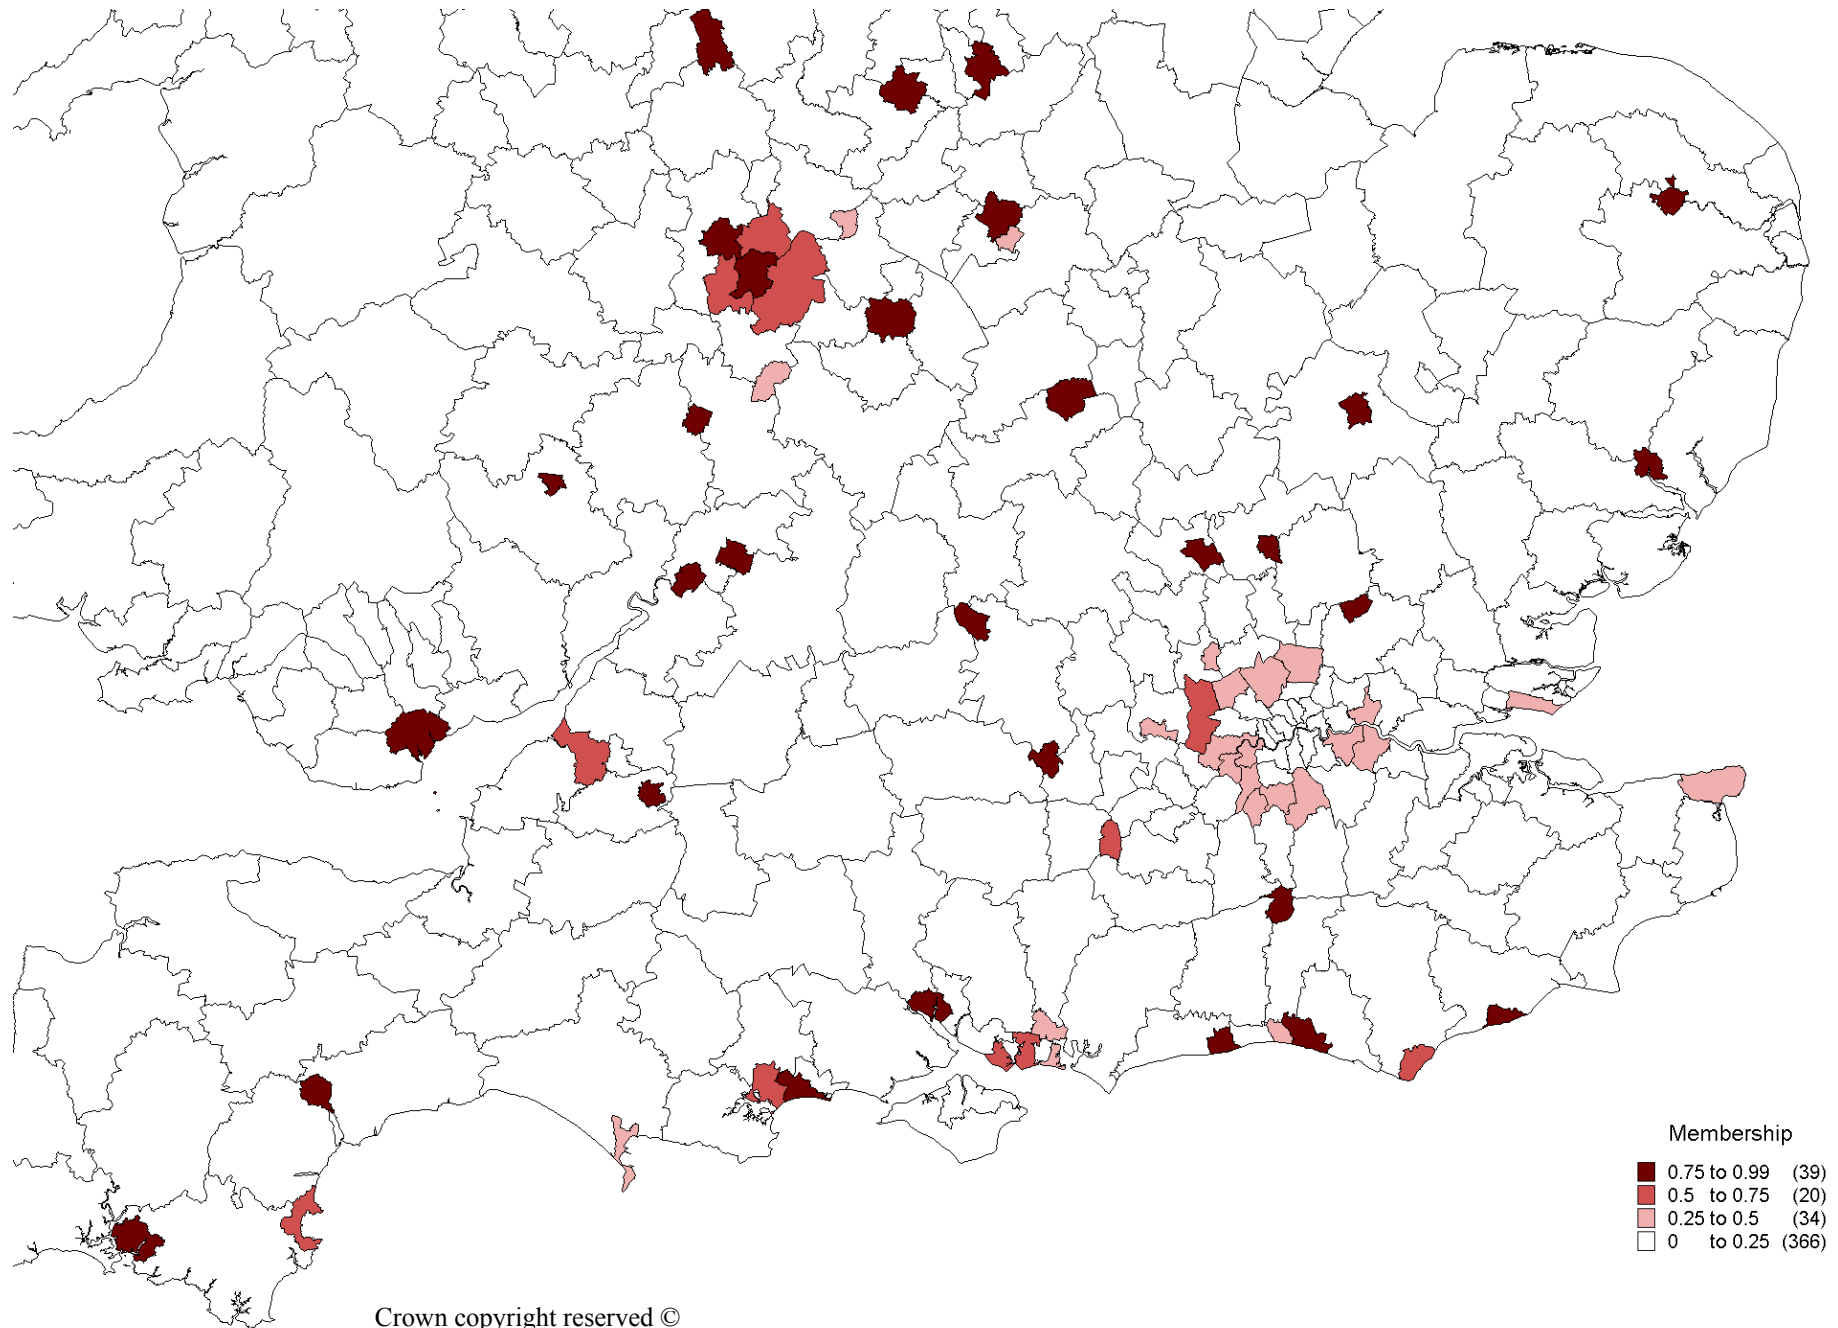 Membership
0.75 to 0.99 (39)
0.5 to 0.75 (20)
0.25 to 0.5 (34)
0 to 0.25 (366)
Crown copyright reserved ©